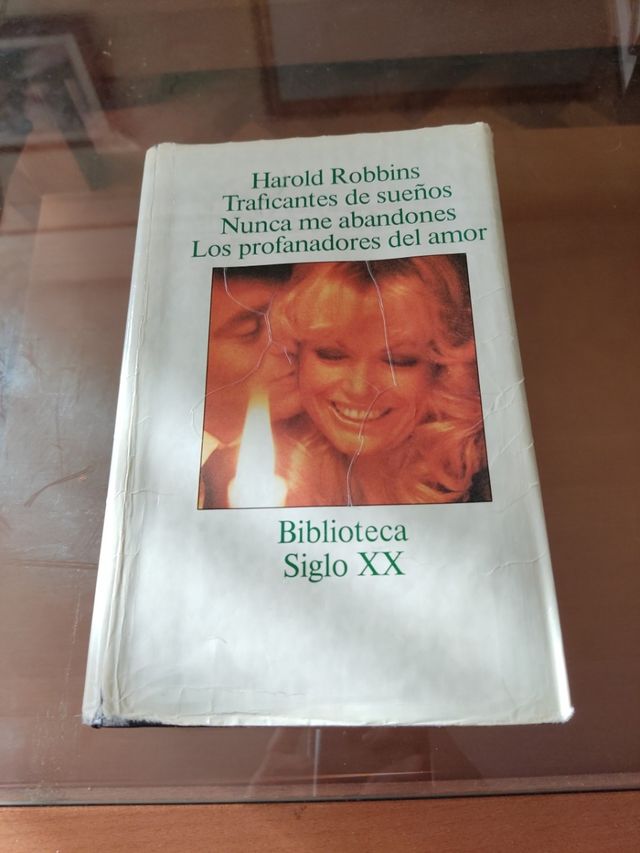 Harold Robbins
Traficantes de sueños
Nunca me abandones
Los profanadores del amor
Biblioteca
Siglo XX